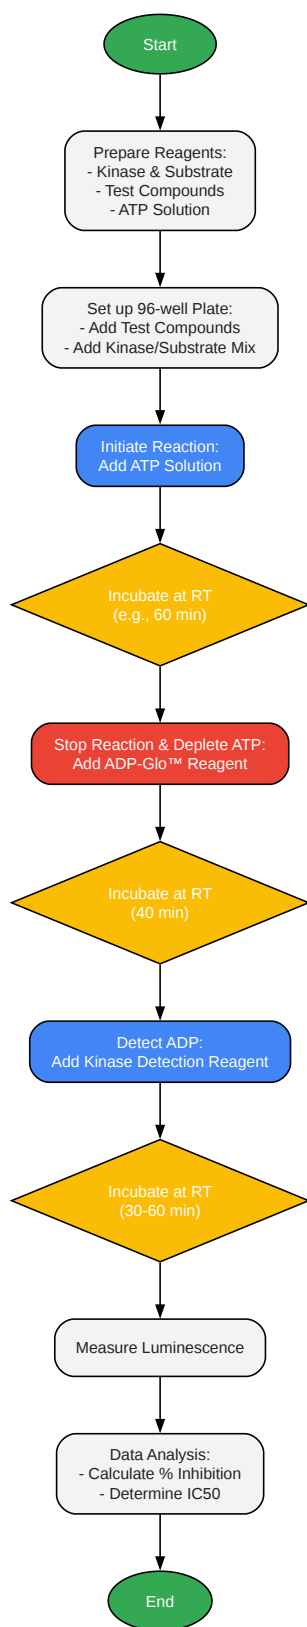 Start
Prepare Reagents:
- Kinase & Substrate
- Test Compounds
- ATP Solution
Set up 96-well Plate:
- Add Test Compounds
- Add Kinase/Substrate Mix
Initiate Reaction:
Add ATP Solution
Incubate at RT
(e.g., 60 min)
Stop Reaction & Deplete ATP:
Add ADP-Glo™ Reagent
Incubate at RT
(40 min)
Detect ADP:
Add Kinase Detection Reagent
Incubate at RT
(30-60 min)
Measure Luminescence
Data Analysis:
- Calculate % Inhibition
- Determine IC50
End